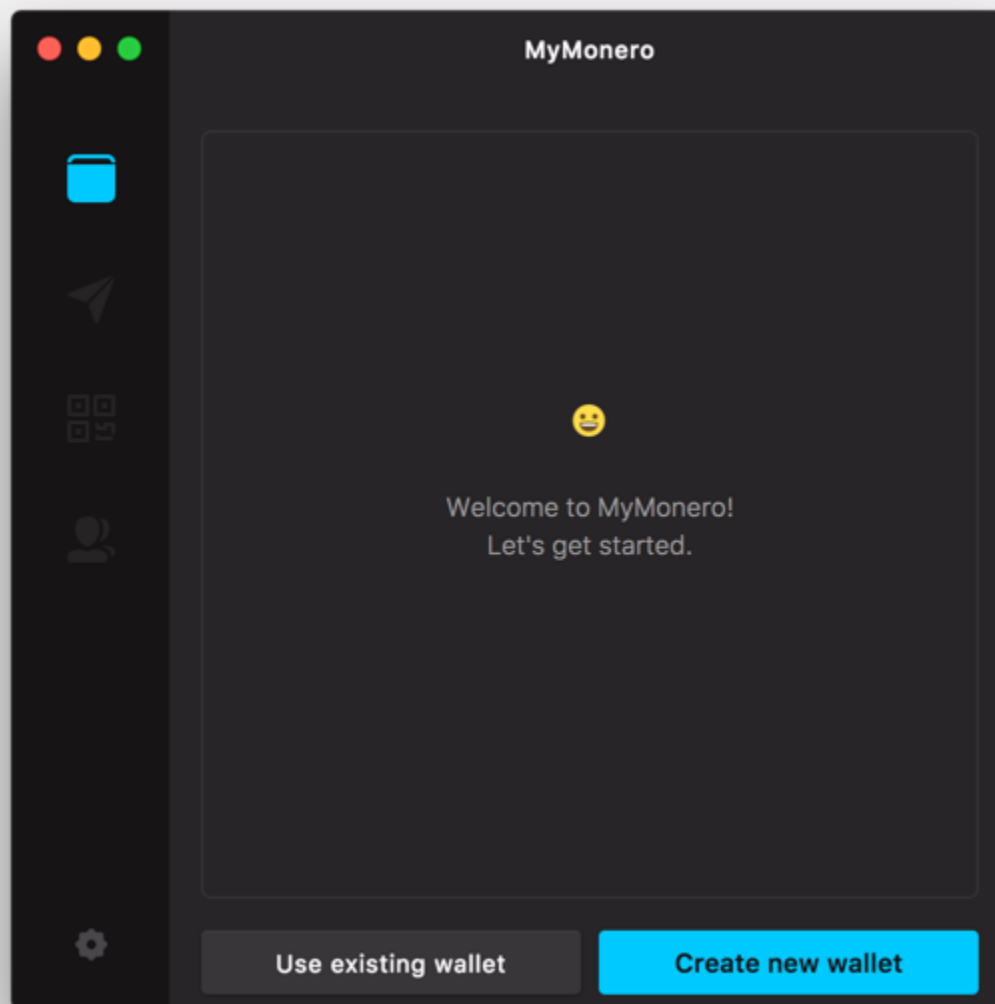 MyMonero
Welcome to MyMonero!
Let's get started.
Use existing wallet
Create new wallet